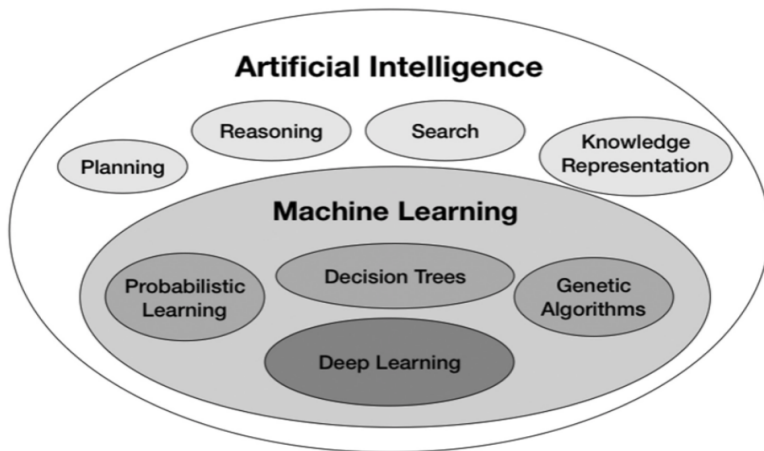 Artificial Intelligence
Reasoning
Search
Planning
Knowledge
Representation
Machine Learning
Probabilistic
Learning
Decision Trees
Genetic
Algorithms
Deep Learning